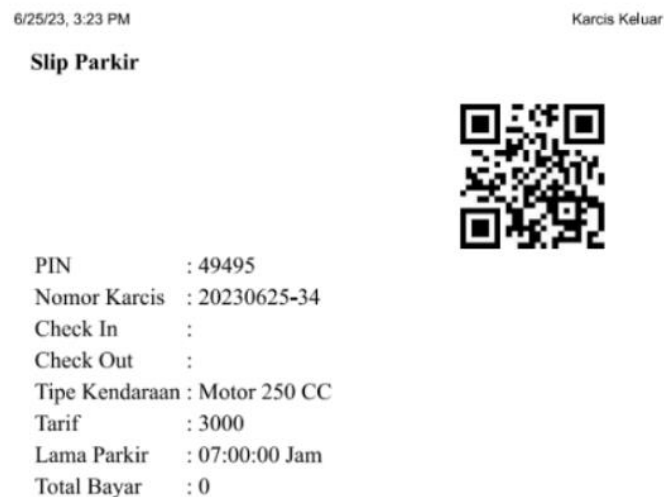 6/25/23, 3:23 PM Karcis Keluar
Slip Parkir
PIN : 49495
Nomor Karcis : 20230625-34
Check In :
Check Out :
Tipe Kendaraan : Motor 250 CC
Tarif : 3000
Lama Parkir : 07:00:00 Jam
Total Bayar : 0